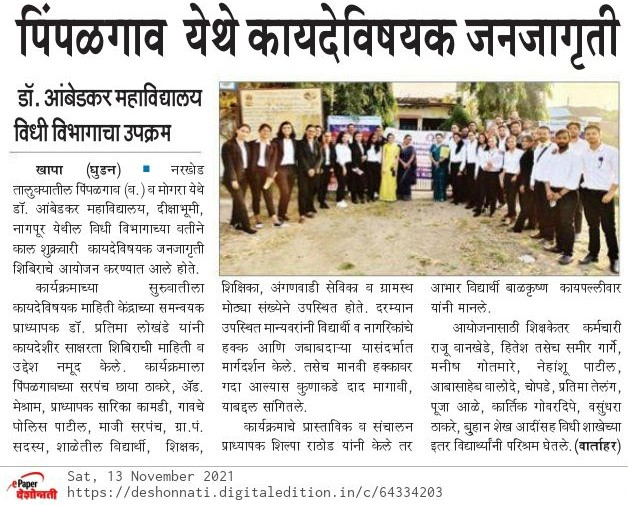 पिंपळगाव येथे कायदेविषयक जनजागृती
डॉ. आंबेडकर महाविद्यालय
विधी विभागाचा उपक्रम
खापा (घुडन) ▪ नरखेड
तालुक्यातील पिंपळगाव (व.) व मोगरा येथे
डॉ. आंबेडकर महाविद्यालय, दीक्षाभूमी,
नागपूर येथील विधी विभागाच्या वतीने
काल शुक्रवारी कायदेविषयक जनजागृती
शिबिराचे आयोजन करण्यात आले होते.
कार्यक्रमाच्या सुरुवातीला
कायदेविषयक माहिती केंद्राच्या समन्वयक
प्राध्यापक डॉ. प्रतिमा लोखंडे यांनी
कायदेशीर साक्षरता शिबिराची माहिती व
उद्देश नमूद केले. कार्यक्रमाला
पिंपळगावच्या सरपंच छाया ठाकरे, अॅड.
मेश्राम, प्राध्यापक सारिका कामडी, गावचे
पोलिस पाटील, माजी सरपंच, ग्रा.पं.
सदस्य, शाळेतील विद्यार्थी, शिक्षक,
शिक्षिका, अंगणवाडी सेविका व ग्रामस्थ
मोठ्या संख्येने उपस्थित होते. दरम्यान
उपस्थित मान्यवरांनी विद्यार्थी व नागरिकांचे
हक्क आणि जबाबदाऱ्या यासंदर्भात
मार्गदर्शन केले. तसेच मानवी हक्कावर
गदा आल्यास कुणाकडे दाद मागावी,
याबद्दल सांगितले.
कार्यक्रमाचे प्रास्ताविक व संचालन
प्राध्यापक शिल्पा राठोड यांनी केले तर
आभार विद्यार्थी बाळकृष्ण कायपल्लीवार
यांनी मानले.
आयोजनासाठी शिक्षकेतर कर्मचारी
राजू वानखेडे, हितेश तसेच समीर गार्गे,
मनीष गोतमारे, नेहांशू पाटील,
आबासाहेब वालोदे, चोपडे, प्रतिमा तेलंग,
पूजा आळे, कार्तिक गोवरदिपे, वसुंधरा
ठाकरे, बुऱ्हान शेख आदींसह विधी शाखेच्या
इतर विद्यार्थ्यांनी परिश्रम घेतले. (वार्ताहर)
ePaper
देशोन्नती
Sat, 13 November 2021
https://deshonnati.digitaledition.in/c/64334203